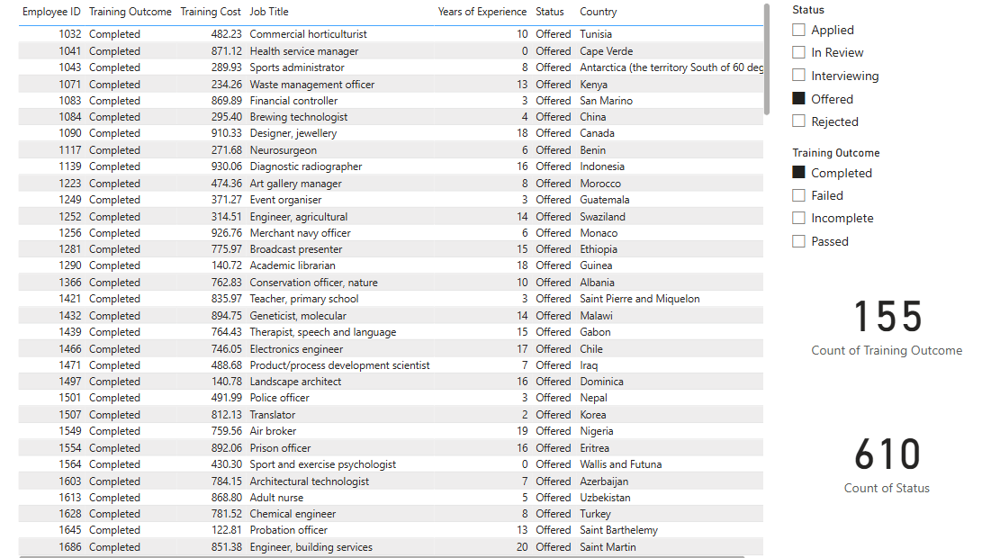 Employee ID Training Outcome Training Cost Job Title Years of Experience Status Country
1032 Completed 482.23 Commercial horticulturist 10 Offered Tunisia
1041 Completed 871.12 Health service manager 0 Offered Cape Verde
1043 Completed 289.93 Sports administrator 8 Offered Antarctica (the territory South of 60 deg
1071 Completed 234.26 Waste management officer 13 Offered Kenya
1083 Completed 869.89 Financial controller 3 Offered San Marino
1084 Completed 295.40 Brewing technologist 4 Offered China
1090 Completed 910.33 Designer, jewellery 18 Offered Canada
1117 Completed 271.68 Neurosurgeon 6 Offered Benin
1139 Completed 930.06 Diagnostic radiographer 16 Offered Indonesia
1223 Completed 474.36 Art gallery manager 8 Offered Morocco
1249 Completed 371.27 Event organiser 3 Offered Guatemala
1252 Completed 314.51 Engineer, agricultural 14 Offered Swaziland
1256 Completed 926.76 Merchant navy officer 6 Offered Monaco
1281 Completed 775.97 Broadcast presenter 15 Offered Ethiopia
1290 Completed 140.72 Academic librarian 18 Offered Guinea
1366 Completed 762.83 Conservation officer, nature 10 Offered Albania
1421 Completed 835.97 Teacher, primary school 3 Offered Saint Pierre and Miquelon
1432 Completed 894.75 Geneticist, molecular 14 Offered Malawi
1439 Completed 764.43 Therapist, speech and language 15 Offered Gabon
1466 Completed 746.05 Electronics engineer 17 Offered Chile
1471 Completed 488.68 Product/process development scientist 7 Offered Iraq
1497 Completed 140.78 Landscape architect 16 Offered Dominica
1501 Completed 491.99 Police officer 3 Offered Nepal
1507 Completed 812.13 Translator 2 Offered Korea
1549 Completed 759.56 Air broker 19 Offered Nigeria
1554 Completed 892.06 Prison officer 16 Offered Eritrea
1564 Completed 430.30 Sport and exercise psychologist 0 Offered Wallis and Futuna
1603 Completed 784.15 Architectural technologist 7 Offered Azerbaijan
1613 Completed 868.80 Adult nurse 5 Offered Uzbekistan
1628 Completed 781.52 Chemical engineer 8 Offered Turkey
1645 Completed 122.81 Probation officer 13 Offered Saint Barthelemy
1686 Completed 851.38 Engineer, building services 20 Offered Saint Martin
Status
Applied
In Review
Interviewing
Offered
Rejected
Training Outcome
Completed
Failed
Incomplete
Passed
155
Count of Training Outcome
610
Count of Status